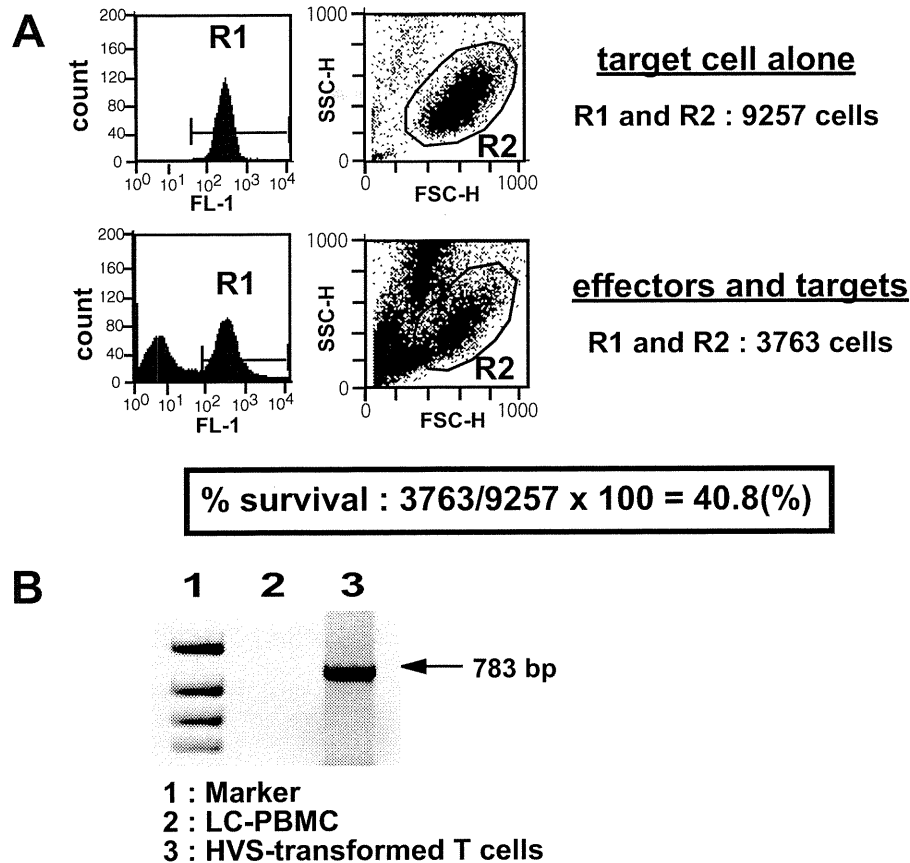 A
200
160
120
80
40
0
count
R1
10^0 10^1 10^2 10^3 10^4
FL-1
1000
0
SSC-H
R2
0 1000
FSC-H
target cell alone
R1 and R2 : 9257 cells
200
160
120
80
40
0
count
R1
10^0 10^1 10^2 10^3 10^4
FL-1
1000
0
SSC-H
R2
0 1000
FSC-H
effectors and targets
R1 and R2 : 3763 cells
% survival : 3763/9257 x 100 = 40.8(%)
B
1 2 3
783 bp
1 : Marker
2 : LC-PBMC
3 : HVS-transformed T cells